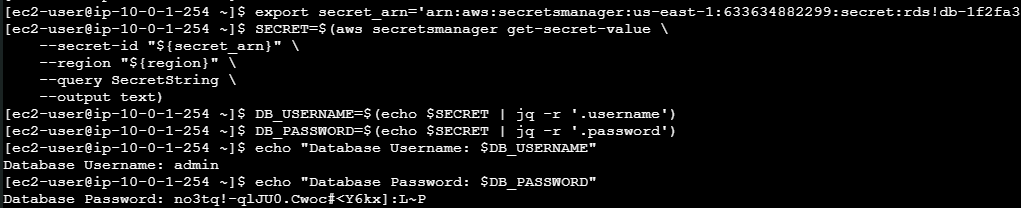 [ec2-user@ip-10-0-1-254 ~]$ export secret_arn='arn:aws:secretsmanager:us-east-1:633634882299:secret:rds!db-1f2fa3
[ec2-user@ip-10-0-1-254 ~]$ SECRET=$(aws secretsmanager get-secret-value \
    --secret-id "${secret_arn}" \
    --region "${region}" \
    --query SecretString \
    --output text)
[ec2-user@ip-10-0-1-254 ~]$ DB_USERNAME=$(echo $SECRET | jq -r '.username')
[ec2-user@ip-10-0-1-254 ~]$ DB_PASSWORD=$(echo $SECRET | jq -r '.password')
[ec2-user@ip-10-0-1-254 ~]$ echo "Database Username: $DB_USERNAME"
Database Username: admin
[ec2-user@ip-10-0-1-254 ~]$ echo "Database Password: $DB_PASSWORD"
Database Password: no3tq!-qlJU0.Cwoc#<Y6kx]:L~P